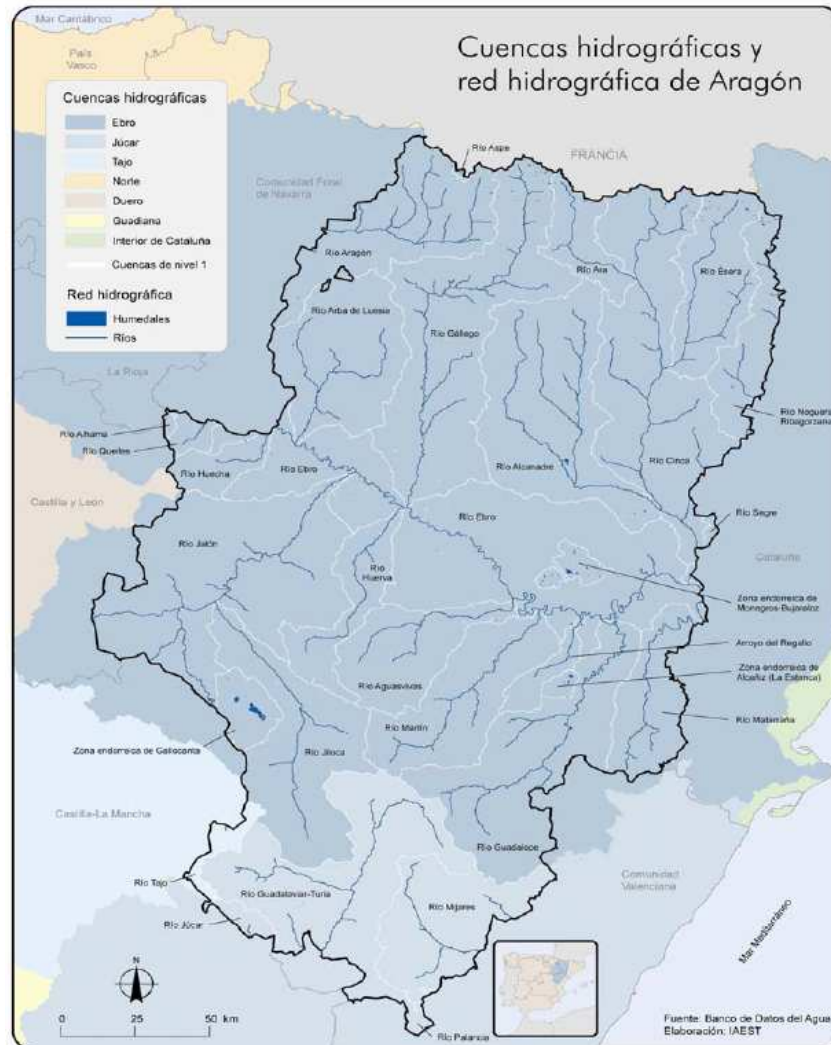 Mar Cantábrico
País
Vasco
Cuencas hidrográficas y
red hidrográfica de Aragón
Cuencas hidrográficas
Ebro
Júcar
Tajo
Norte
Duero
Guadiana
Interior de Cataluña
Cuencas de nivel 1
Red hidrográfica
Humedales
Ríos
Río Aspe
FRANCIA
Comunidad Foral
de Navarra
Río Aragón
Río Ara
Río Ésera
Río Arba de Luesia
Río Gállego
La Rioja
Río Alhama
Río Queiles
Río Huecha
Río Ebro
Río Alcanadre
Río Cinca
Río Noguera
Ribagorzana
Castilla y León
Río Jalón
Río Ebro
Río Segre
Cataluña
Río
Huerva
Zona endorreica de
Monegros-Bujaraloz
Arroyo del Regallo
Zona endorreica de
Alcañiz (La Estanca)
Río Aguasvivas
Río Martín
Río Matarraña
Zona endorreica de Gallocanta
Río Jiloca
Castilla-La Mancha
Río Guadalope
Río Tajo
Río Guadalaviar-Turia
Comunidad
Valenciana
Río Mijares
Río Júcar
Mar Mediterráneo
N
0 25 50 km
Río Palancia
Fuente: Banco de Datos del Agua
Elaboración: IAEST